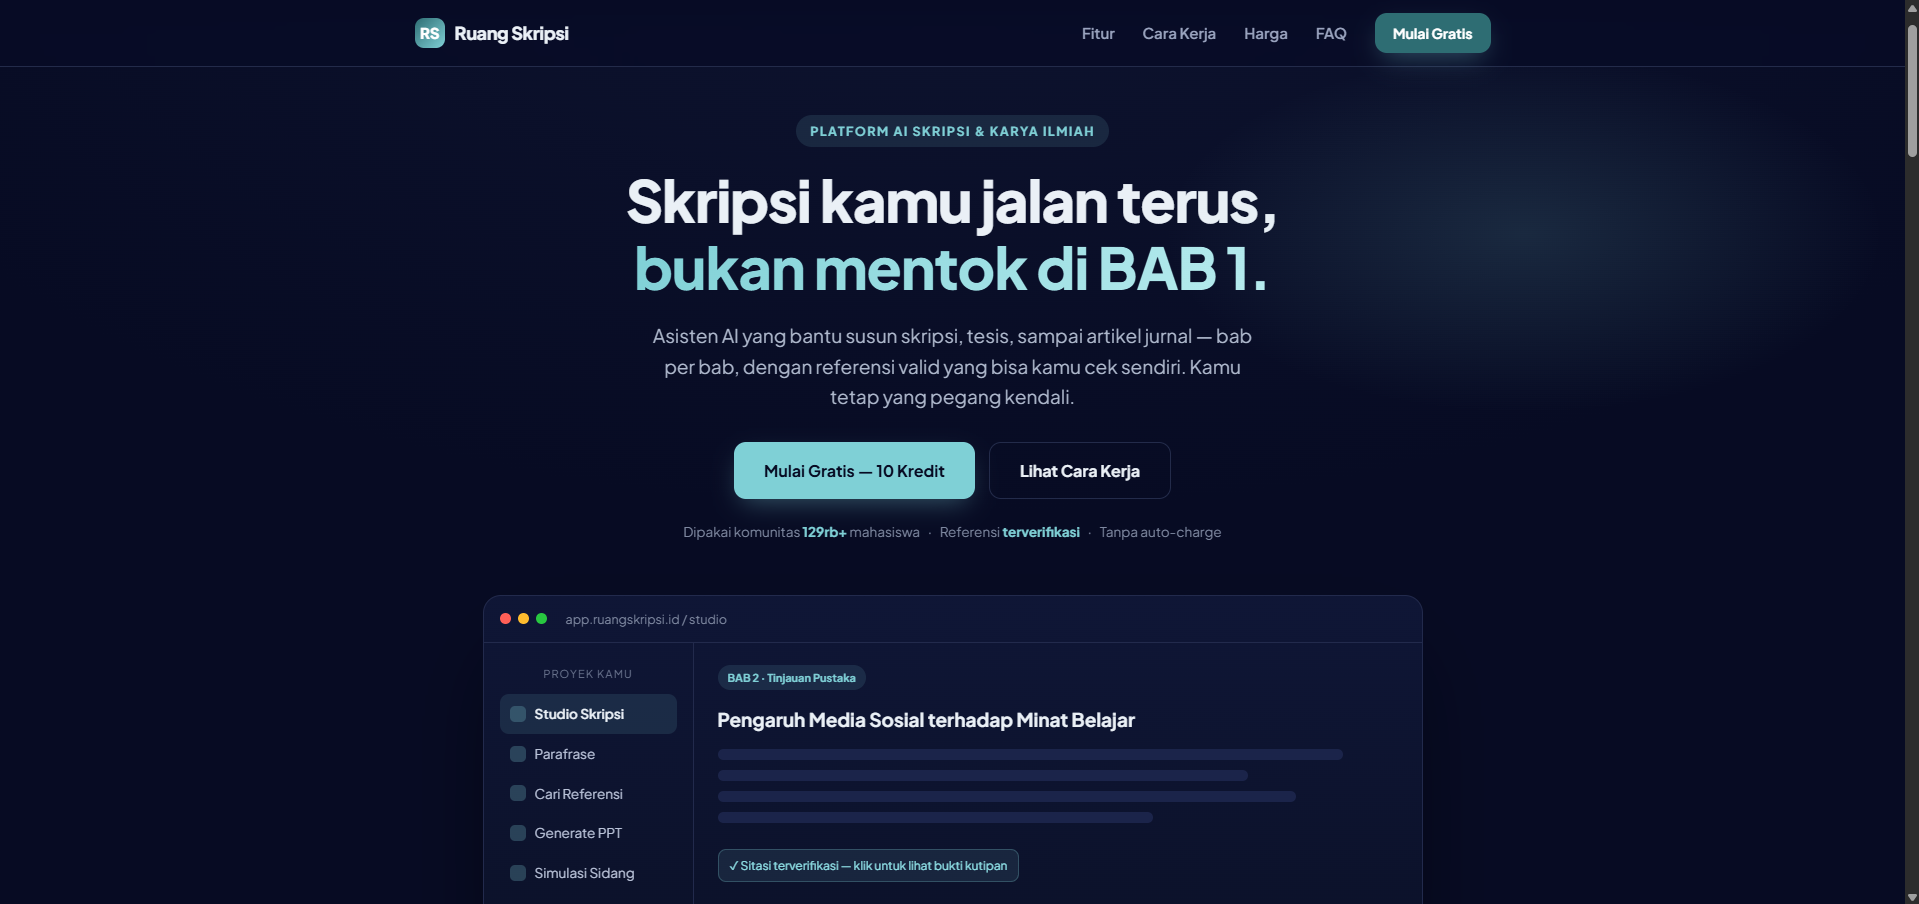 RS Ruang Skripsi
Fitur
Cara Kerja
Harga
FAQ
Mulai Gratis
PLATFORM AI SKRIPSI & KARYA ILMIAH
Skripsi kamu jalan terus,
bukan mentok di BAB 1.
Asisten AI yang bantu susun skripsi, tesis, sampai artikel jurnal — bab
per bab, dengan referensi valid yang bisa kamu cek sendiri. Kamu
tetap yang pegang kendali.
Mulai Gratis — 10 Kredit
Lihat Cara Kerja
Dipakai komunitas 129rb+ mahasiswa · Referensi terverifikasi · Tanpa auto-charge
app.ruangskripsi.id / studio
PROYEK KAMU
Studio Skripsi
Parafrase
Cari Referensi
Generate PPT
Simulasi Sidang
BAB 2 · Tinjauan Pustaka
Pengaruh Media Sosial terhadap Minat Belajar
✓ Sitasi terverifikasi — klik untuk lihat bukti kutipan